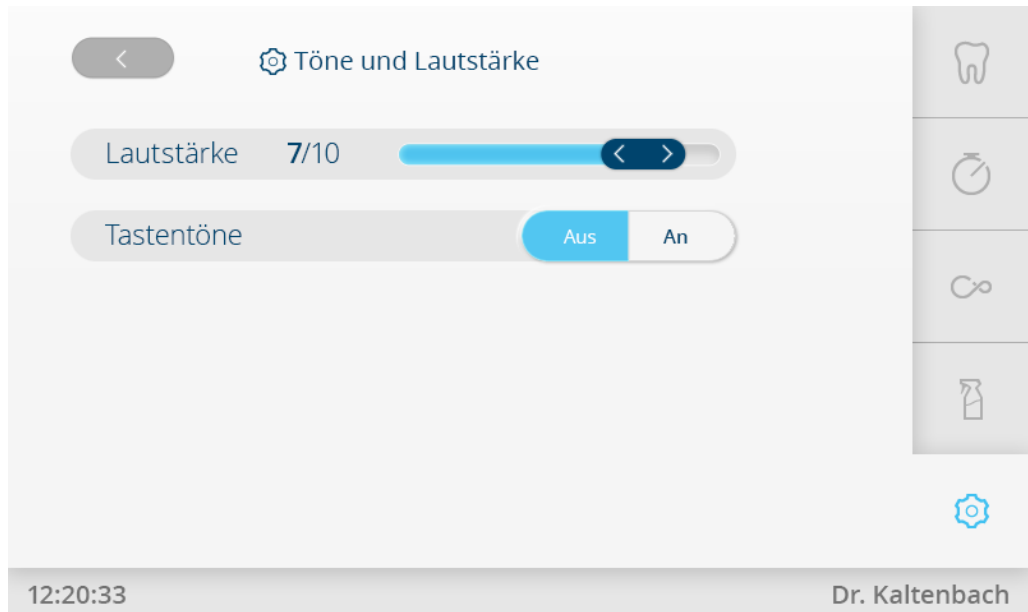 Töne und Lautstärke
Lautstärke 7/10
Tastentöne Aus An
12:20:33 Dr. Kaltenbach